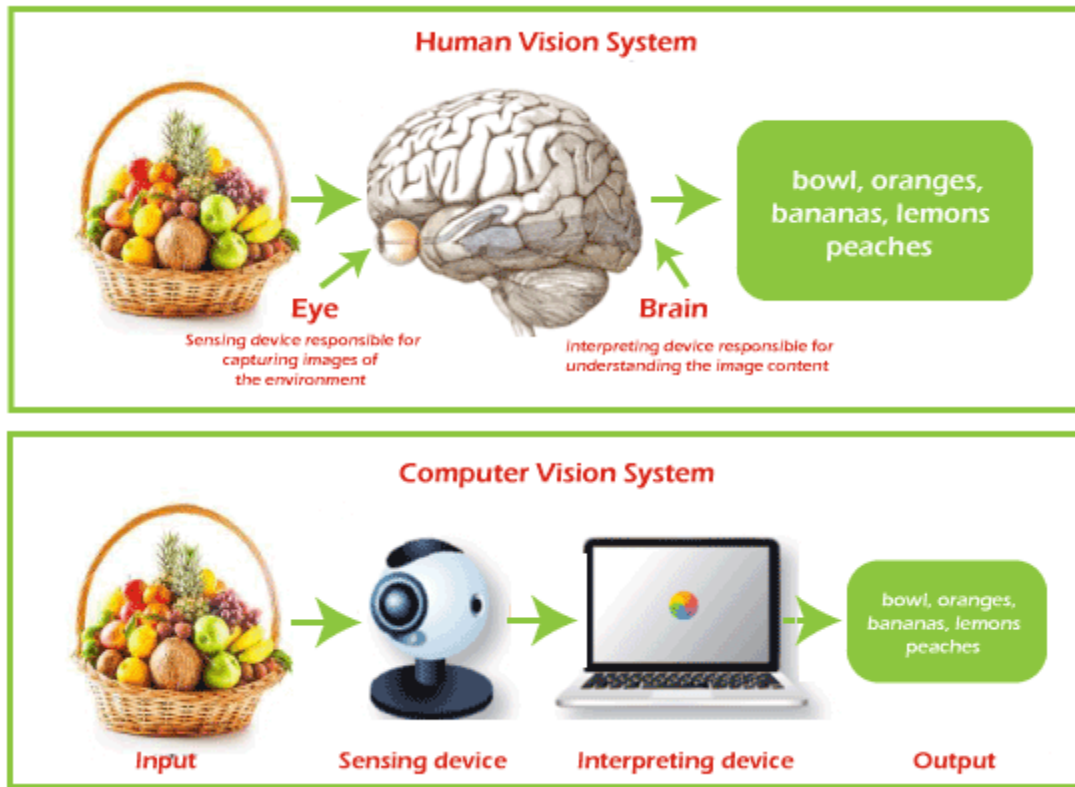 Human Vision System
bowl, oranges,
bananas, lemons
peaches
Eye
Sensing device responsible for
capturing images of
the environment
Brain
Interpreting device responsible for
understanding the image content
Computer Vision System
bowl, oranges,
bananas, lemons
peaches
Input
Sensing device
Interpreting device
Output